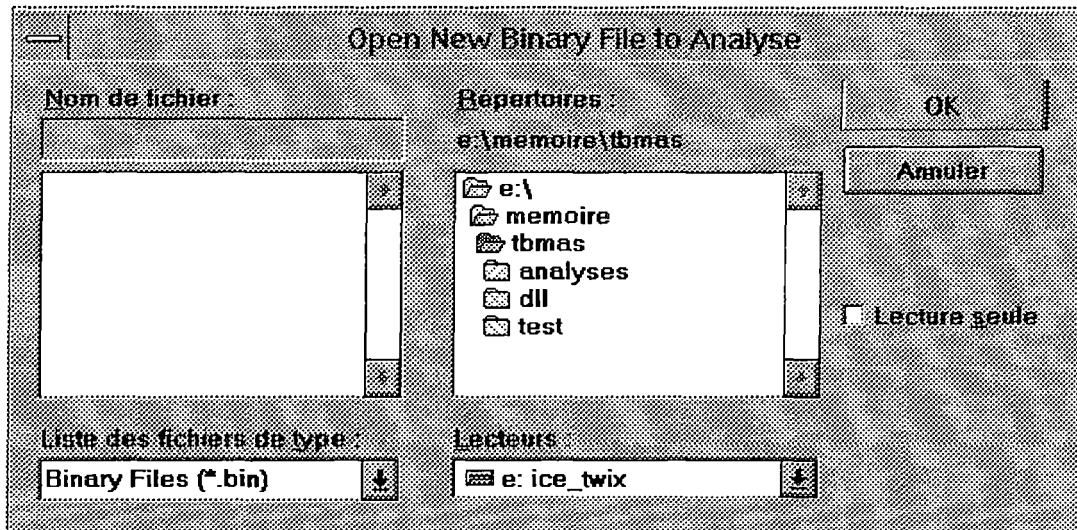 Open New Binary File to Analyse
Nom de fichier :
Répertoires :
OK
e:\memoire\tbmas
Annuler
e:\
memoire
tbmas
analyses
dll
test
Lecture seule
Liste des fichiers de type :
Lecteurs :
Binary Files (*.bin)
e: ice_twix